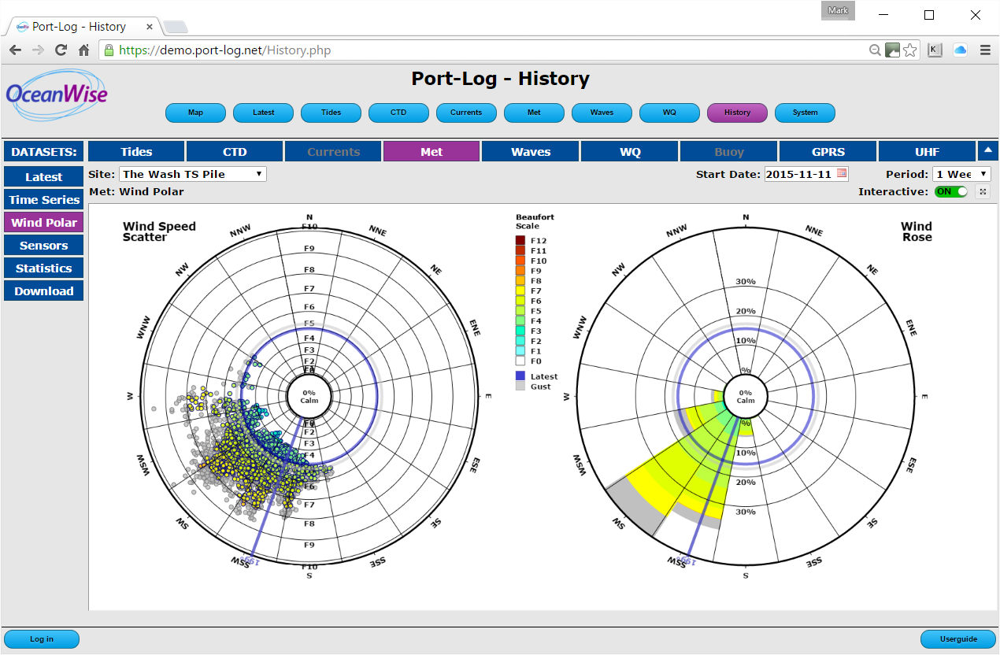 Mark
Port-Log - History
https://demo.port-log.net/History.php
K
OceanWise
Port-Log - History
Map Latest Tides CTD Currents Met Waves WQ History System
DATASETS: Tides CTD Currents Met Waves WQ Buoy GPRS UHF
Latest
Time Series
Wind Polar
Sensors
Statistics
Download
Site: The Wash TS Pile Start Date: 2015-11-11 Period: 1 Wee
Met: Wind Polar Interactive: ON
Wind Speed
Scatter
N
NNE
NE
ENE
E
ESE
SE
SSE
S
SSW
SW
WSW
W
WNW
NW
NNW
F10
F9
F8
F7
F6
F5
F4
F3
F2
F1
0%
Calm
F2
F3
F4
F6
F7
F8
F9
F10
199°
Beaufort
Scale
F12
F11
F10
F9
F8
F7
F6
F5
F4
F3
F2
F1
F0
Latest
Gust
Wind
Rose
N
NNE
NE
ENE
E
ESE
SE
SSE
S
SSW
SW
WSW
W
WNW
NW
NNW
30%
20%
10%
%
0%
Calm
%
10%
20%
30%
199°
Log in Userguide